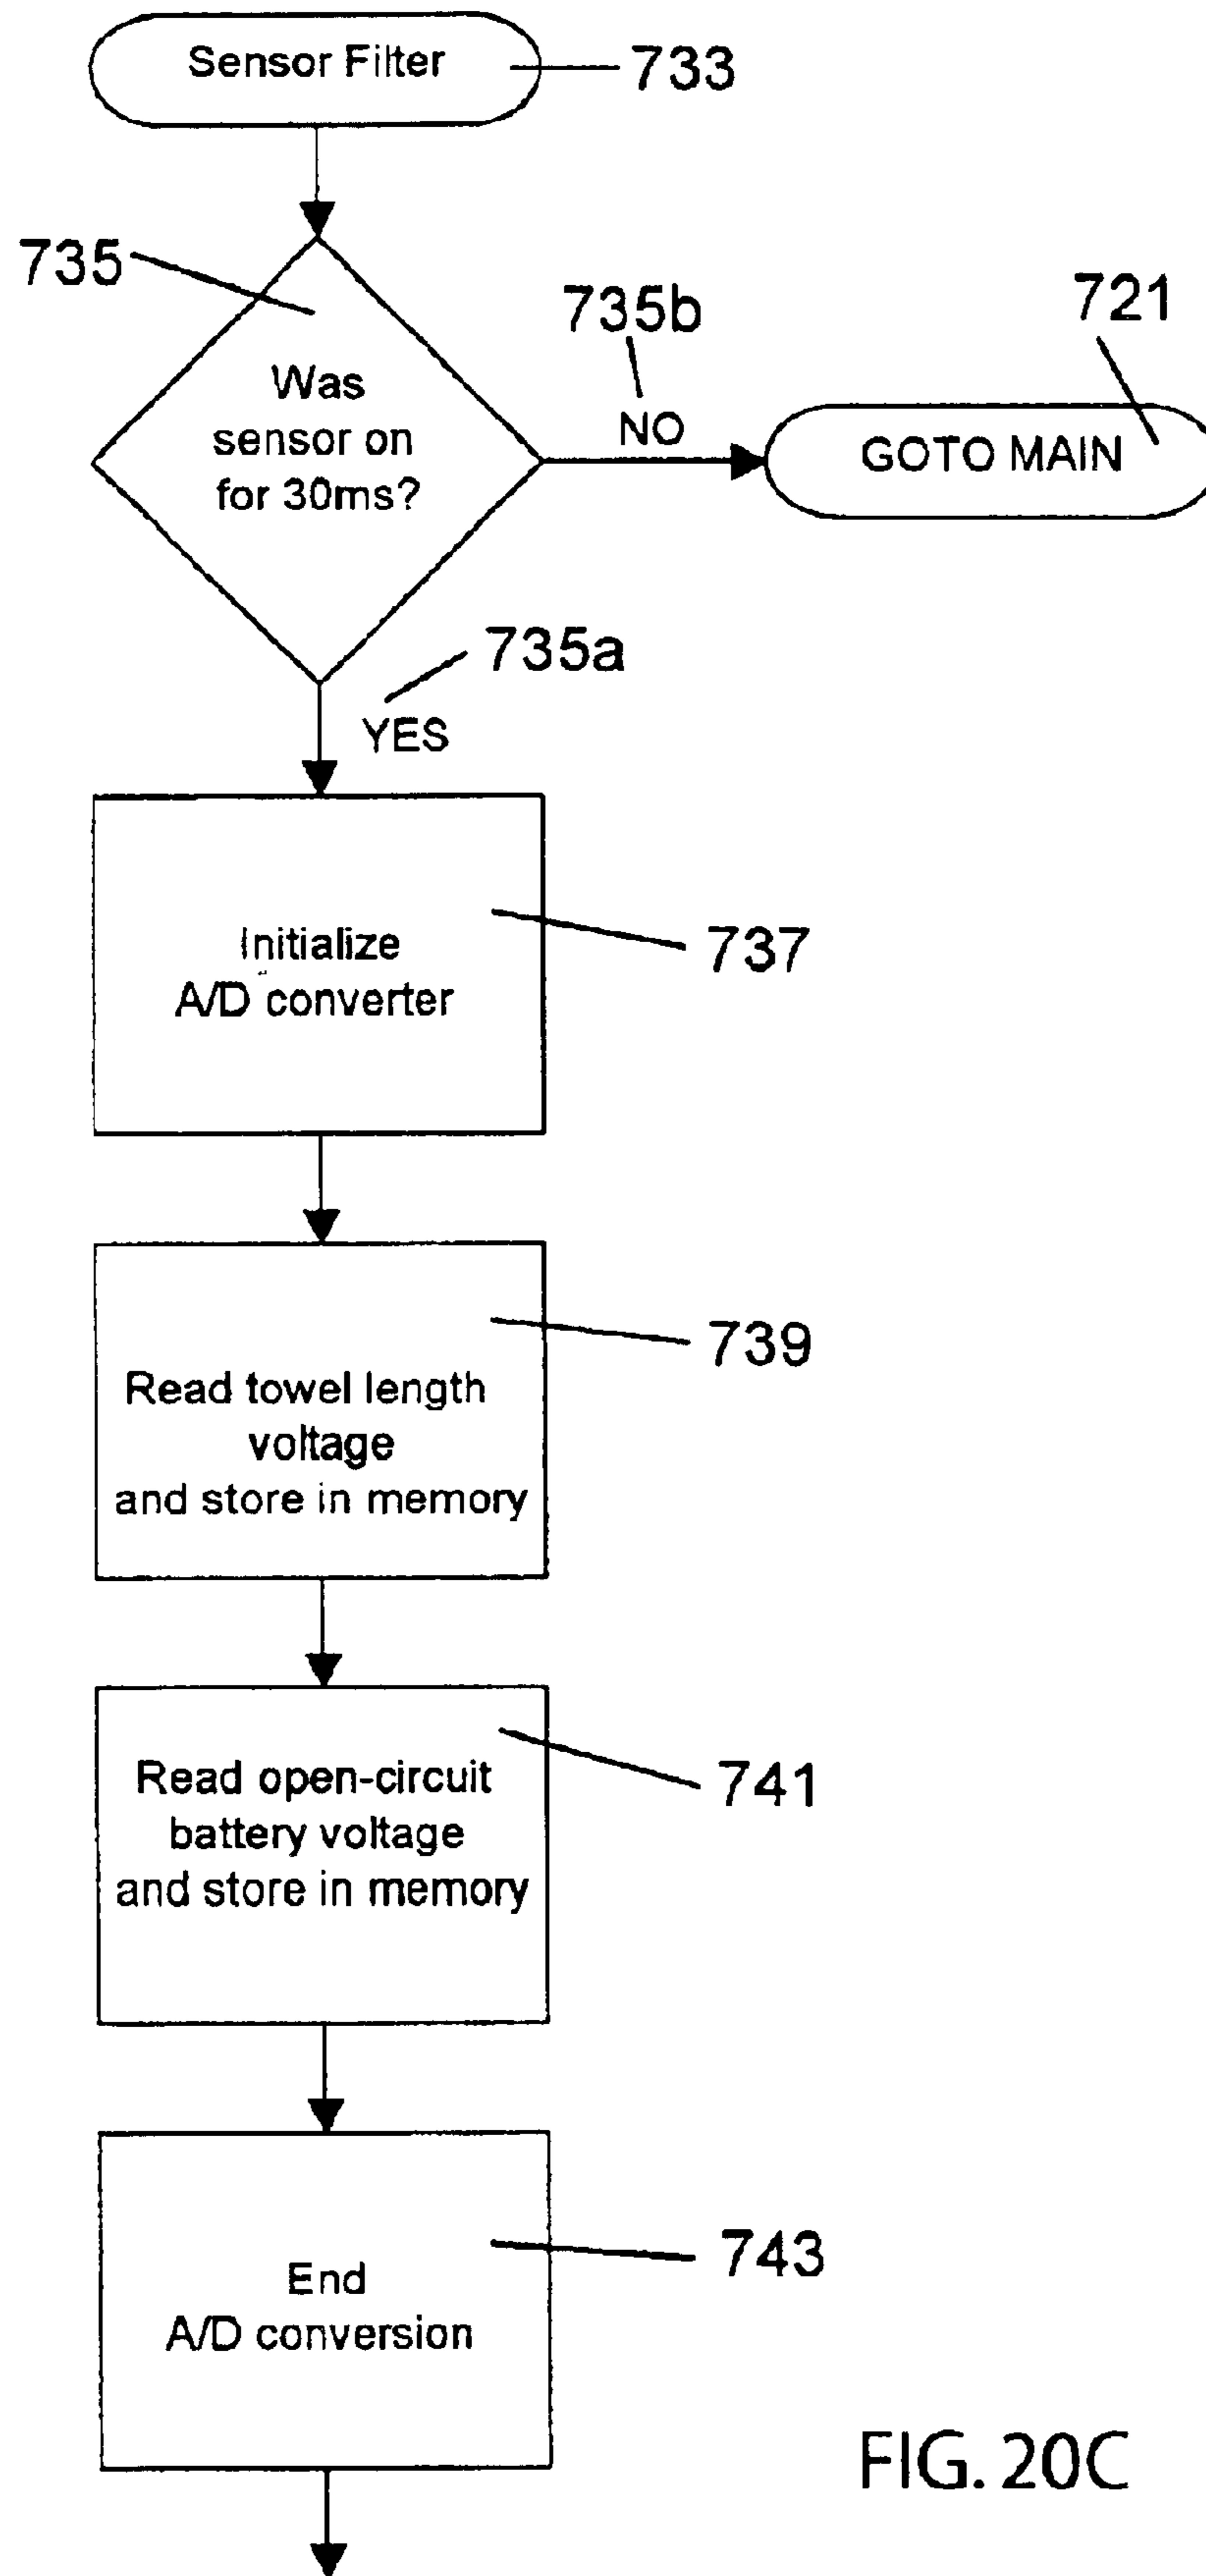 Sensor Filter
733
735
Was
sensor on
for 30ms?
735b
NO
721
GOTO MAIN
735a
YES
Initialize
A/D converter
737
739
Read towel length
voltage
and store in memory
Read open-circuit
battery voltage
and store in memory
741
End
A/D conversion
743
FIG. 20C